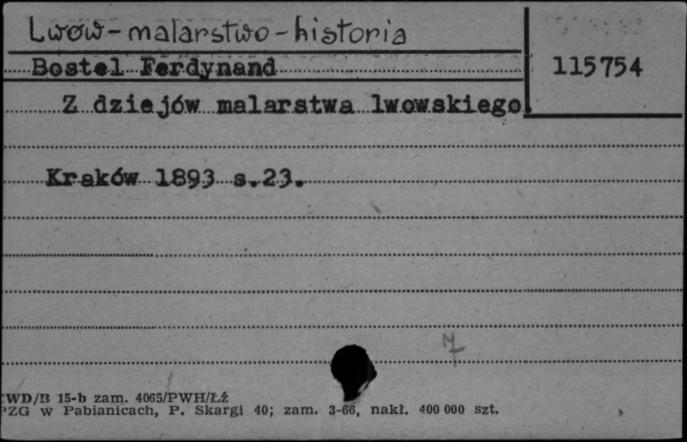 Lwów - malarstwo - historia
Bostel Ferdynand
115754
Z dziejów malarstwa lwowskiego.
Kraków 1893 s.23.
WD/B 15-b zam. 4065/PWH/ŁŹ
PZG w Pabianicach, P. Skargi 40; zam. 3-66, nakł. 400 000 szt.